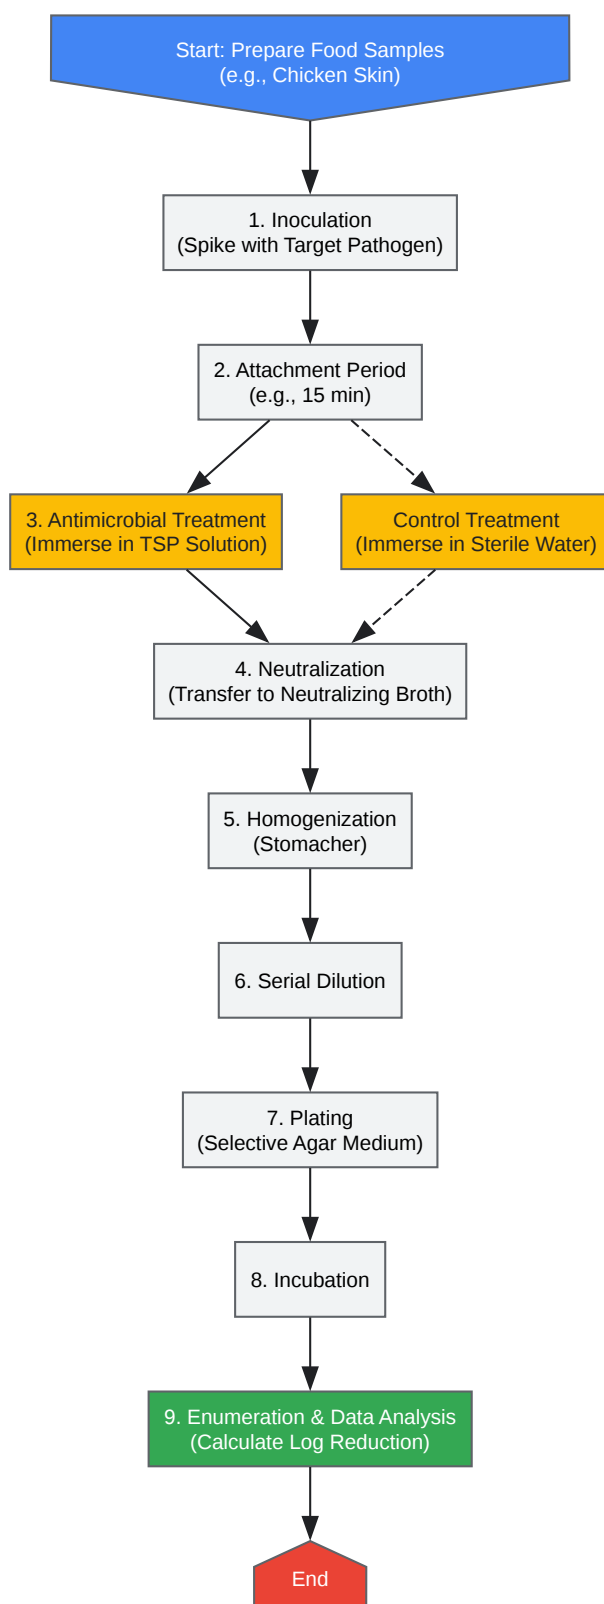 Start: Prepare Food Samples
(e.g., Chicken Skin)
1. Inoculation
(Spike with Target Pathogen)
2. Attachment Period
(e.g., 15 min)
3. Antimicrobial Treatment
(Immerse in TSP Solution)
Control Treatment
(Immerse in Sterile Water)
4. Neutralization
(Transfer to Neutralizing Broth)
5. Homogenization
(Stomacher)
6. Serial Dilution
7. Plating
(Selective Agar Medium)
8. Incubation
9. Enumeration & Data Analysis
(Calculate Log Reduction)
End